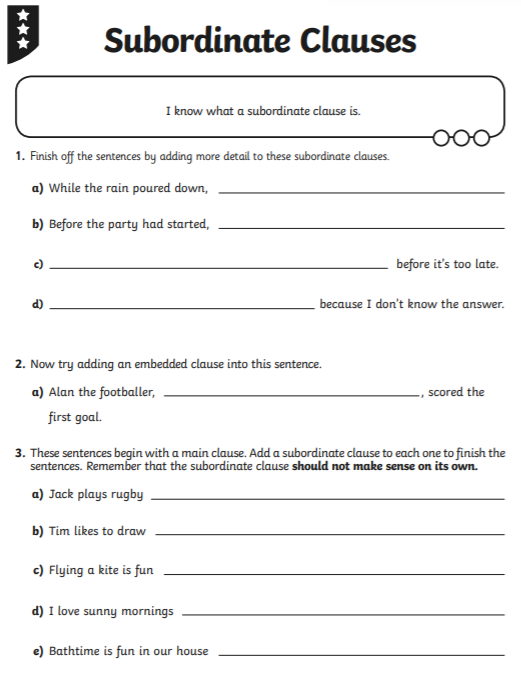 Subordinate Clauses
I know what a subordinate clause is.
1. Finish off the sentences by adding more detail to these subordinate clauses.
a) While the rain poured down,
b) Before the party had started,
c) before it's too late.
d) because I don't know the answer.
2. Now try adding an embedded clause into this sentence.
a) Alan the footballer, , scored the
first goal.
3. These sentences begin with a main clause. Add a subordinate clause to each one to finish the
sentences. Remember that the subordinate clause should not make sense on its own.
a) Jack plays rugby
b) Tim likes to draw
c) Flying a kite is fun
d) I love sunny mornings
e) Bathtime is fun in our house